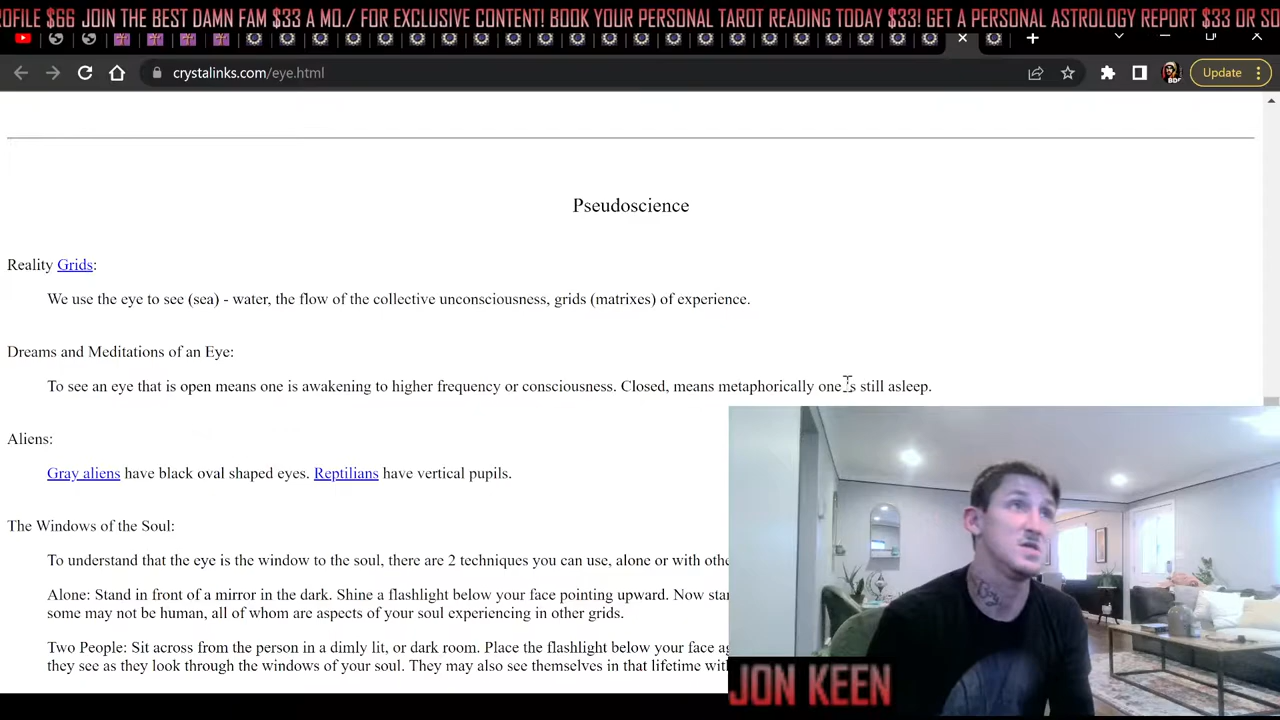 ROFILE $66 JOIN THE BEST DAMN FAM $33 A MO./ FOR EXCLUSIVE CONTENT! BOOK YOUR PERSONAL TAROT READING TODAY $33! GET A PERSONAL ASTROLOGY REPORT $33 OR SO
crystalinks.com/eye.html
Update
Pseudoscience
Reality Grids:
We use the eye to see (sea) - water, the flow of the collective unconsciousness, grids (matrixes) of experience.
Dreams and Meditations of an Eye:
To see an eye that is open means one is awakening to higher frequency or consciousness. Closed, means metaphorically one is still asleep.
Aliens:
Gray aliens have black oval shaped eyes. Reptilians have vertical pupils.
The Windows of the Soul:
To understand that the eye is the window to the soul, there are 2 techniques you can use, alone or with othe
Alone: Stand in front of a mirror in the dark. Shine a flashlight below your face pointing upward. Now star
some may not be human, all of whom are aspects of your soul experiencing in other grids.
Two People: Sit across from the person in a dimly lit, or dark room. Place the flashlight below your face ag
they see as they look through the windows of your soul. They may also see themselves in that lifetime wit
JON KEEN